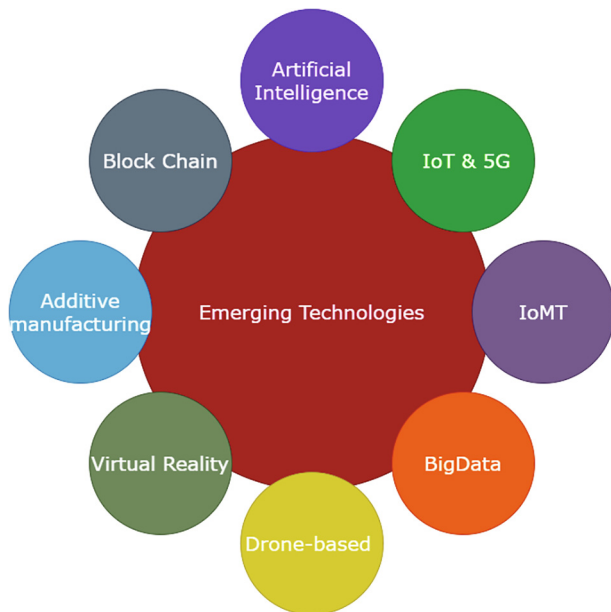 Artificial
Intelligence
Block Chain
IoT & 5G
Additive
manufacturing
Emerging Technologies
IoMT
Virtual Reality
BigData
Drone-based